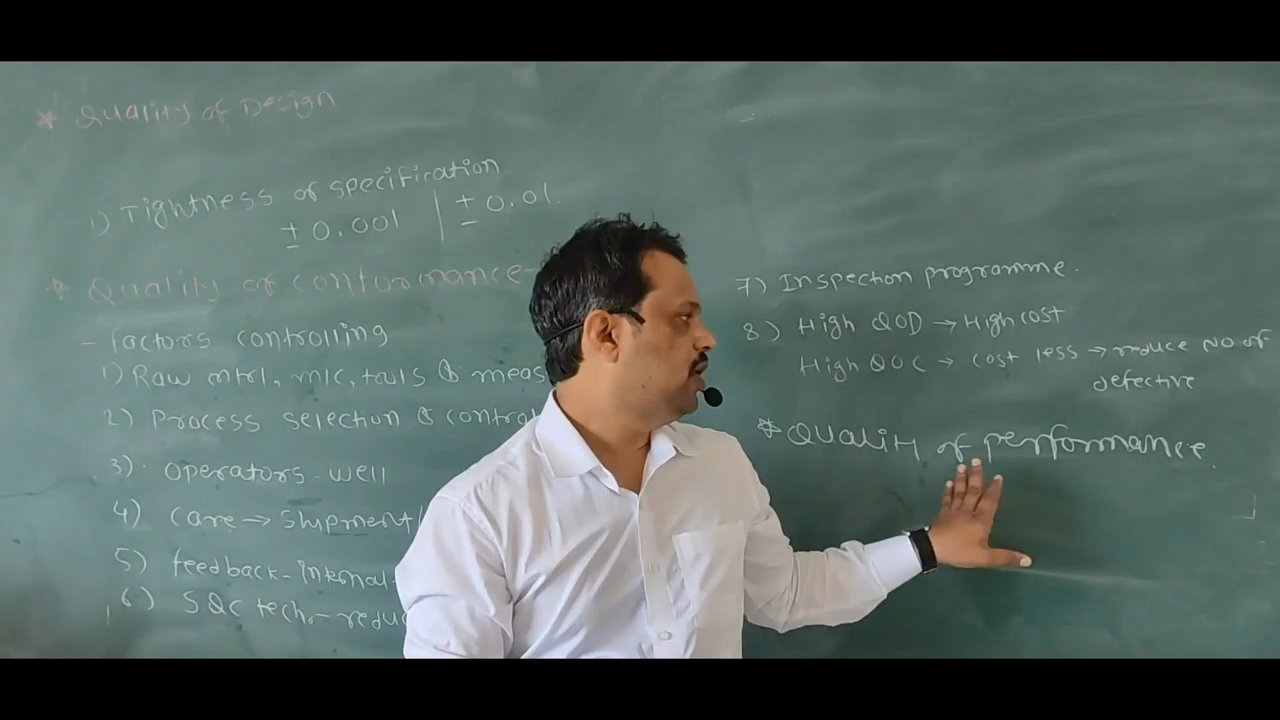 * Quality of Design
1) Tightness of specification
± 0.001 | ± 0.01.
* Quality of conformance-
- factors controlling
1) Raw mtrl, m/c, tools & meas
2) Process selection & control
3). operators - well
4) care → shipment/
5) feedback - internal -
6) SQC tech. - reduc
7) Inspection programme.
8) High QOD → High cost
High QOC → cost less → reduce No of
defective
* Quality of performance.